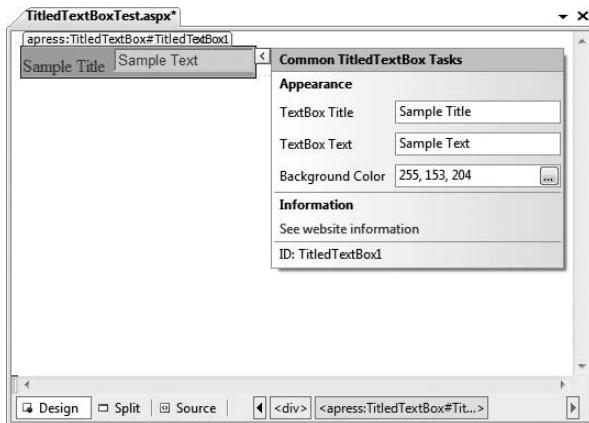 TitledTextBoxTest.aspx*
apress:TitledTextBox#TitledTextBox1
Sample Title Sample Text
Common TitledTextBox Tasks
Appearance
TextBox Title Sample Title
TextBox Text Sample Text
Background Color 255, 153, 204 ...
Information
See website information
ID: TitledTextBox1
Design Split Source <div> <apress:TitledTextBox#Tit...>